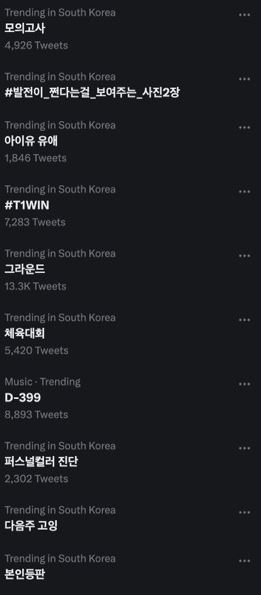 Trending in South Korea
모의고사
4,926 Tweets
Trending in South Korea
#발전이_쩐다는걸_보여주는_사진2장
Trending in South Korea
아이유 유애
1,846 Tweets
Trending in South Korea
#T1WIN
7,283 Tweets
Trending in South Korea
그라운드
13.3K Tweets
Trending in South Korea
체육대회
5,420 Tweets
Music · Trending
D-399
8,893 Tweets
Trending in South Korea
퍼스널컬러 진단
2,302 Tweets
Trending in South Korea
다음주 고잉
Trending in South Korea
본인등판